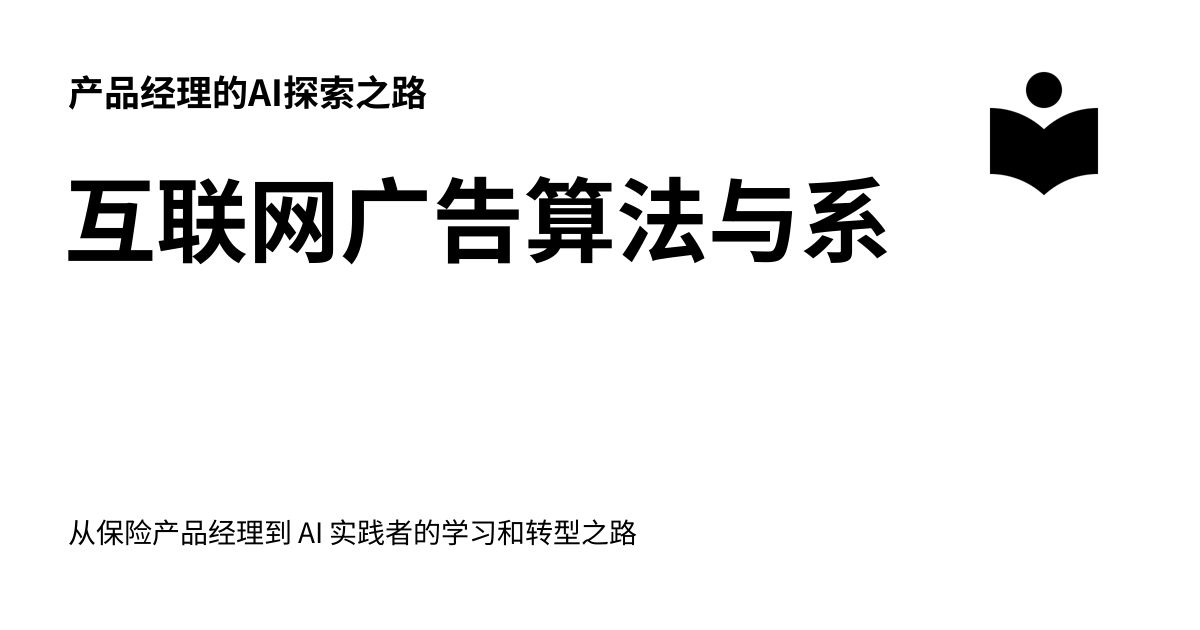 产品经理的AI探索之路
互联网广告算法与系
从保险产品经理到 AI 实践者的学习和转型之路